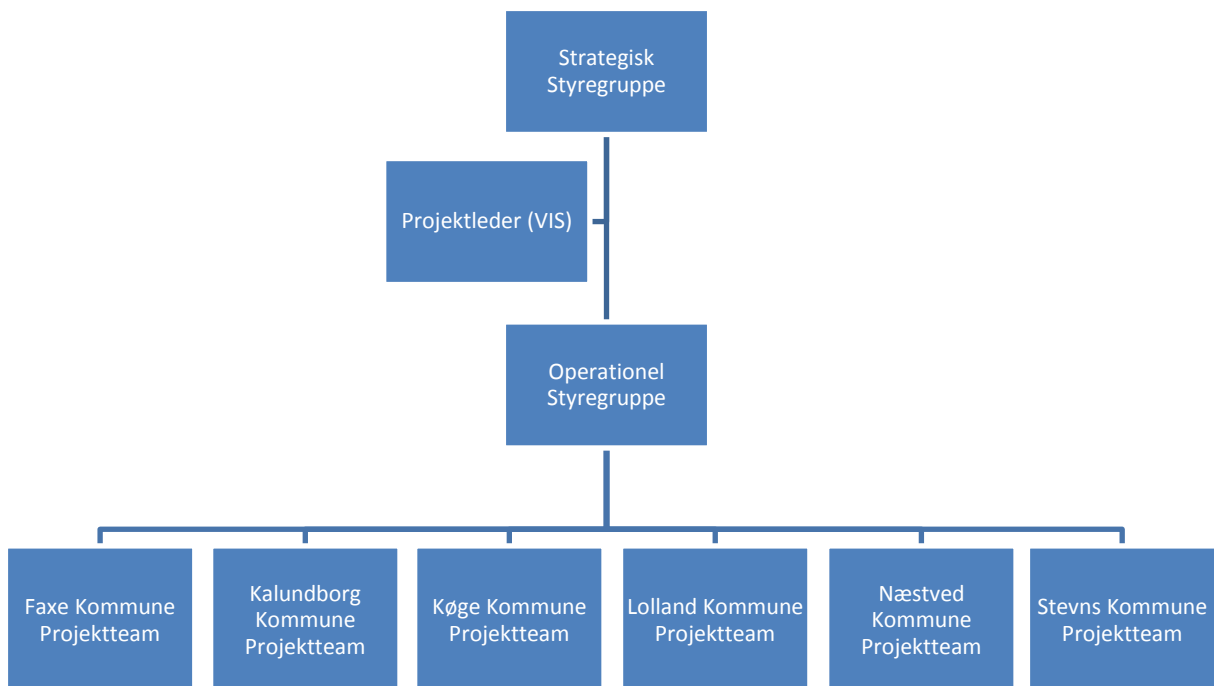 Strategisk
Styregruppe
Projektleder (VIS)
Operationel
Styregruppe
Faxe Kommune
Projektteam
Kalundborg
Kommune
Projektteam
Køge Kommune
Projektteam
Lolland Kommune
Projektteam
Næstved
Kommune
Projektteam
Stevns Kommune
Projektteam